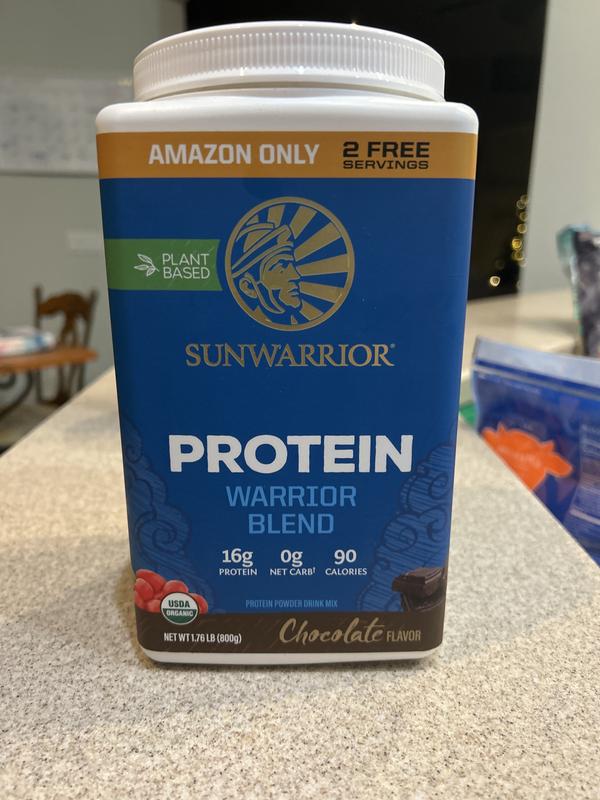 AMAZON ONLY
2 FREE
SERVINGS
PLANT
BASED
SUNWARRIOR®
PROTEIN
WARRIOR
BLEND
16g 0g 90
PROTEIN NET CARB† CALORIES
USDA
ORGANIC
PROTEIN POWDER DRINK MIX
NET WT 1.76 LB (800g)
Chocolate FLAVOR